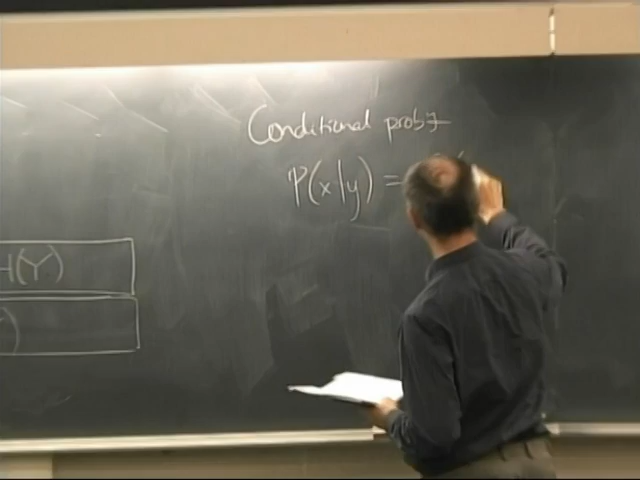 Conditional prob
P(x|y) =
H(Y)
)